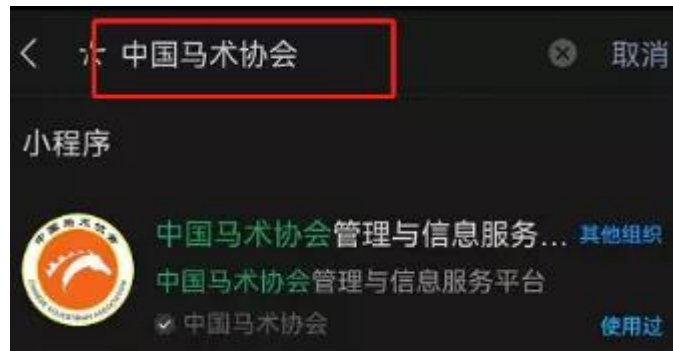 中国马术协会 取消
小程序
中国马术协会管理与信息服务... 其他组织
中国马术协会管理与信息服务平台
中国马术协会 使用过